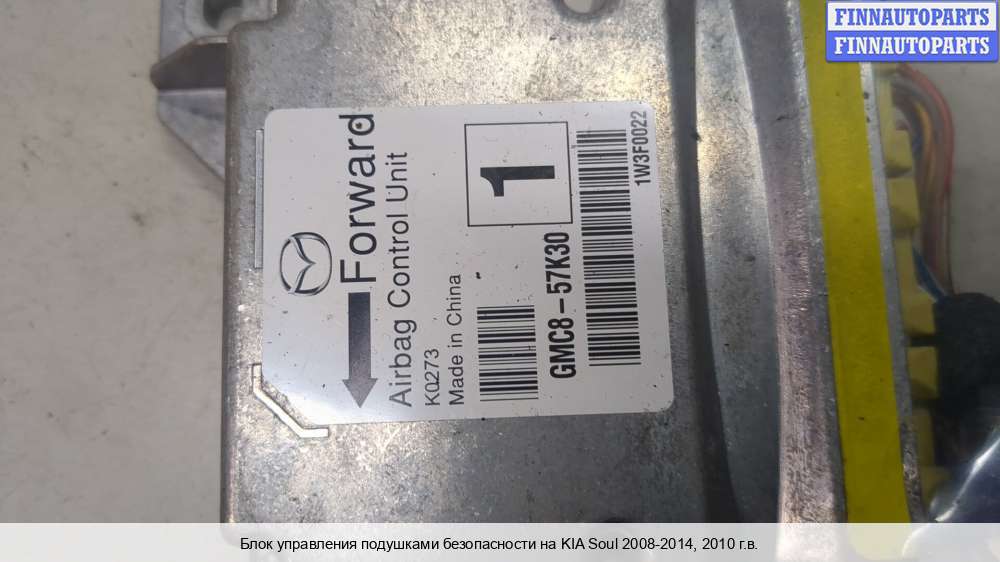 FINNAUTOPARTS
FINNAUTOPARTS
Forward
Airbag Control Unit
K0273
Made in China
1
GMC8-57K30
1W3F0022
Блок управления подушками безопасности на KIA Soul 2008-2014, 2010 г.в.